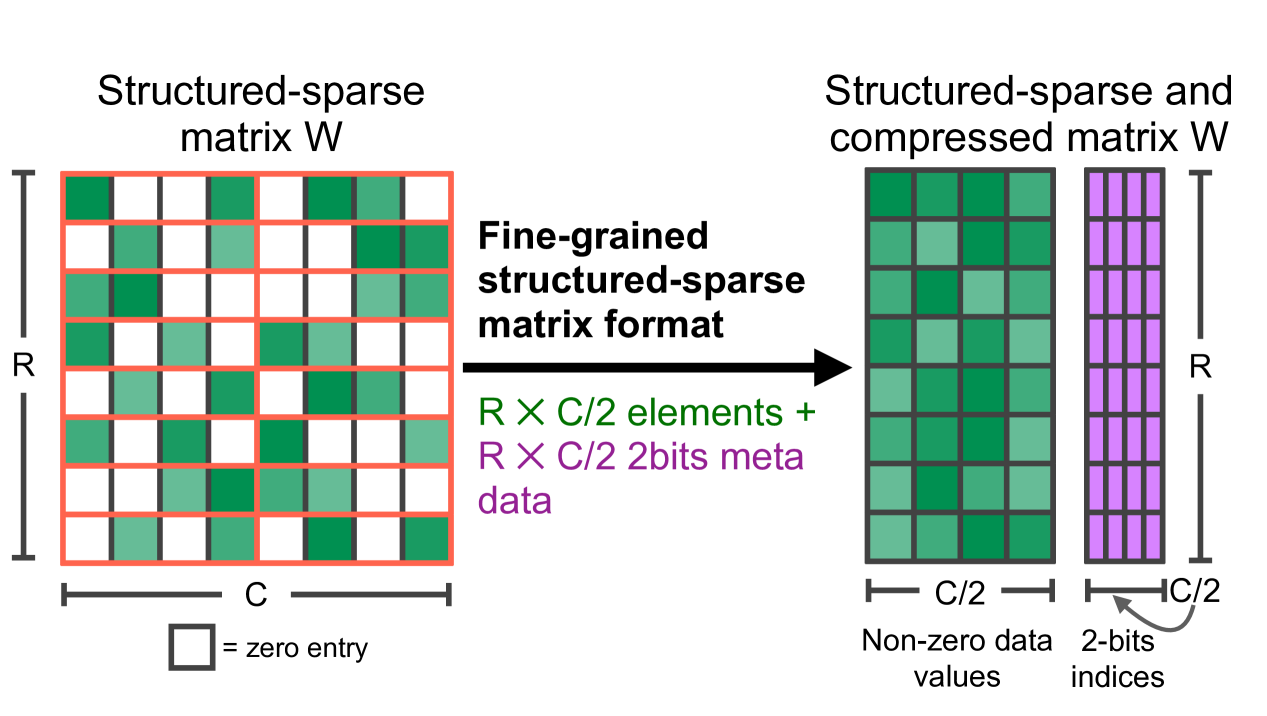 Structured-sparse
matrix W
Structured-sparse and
compressed matrix W
Fine-grained
structured-sparse
matrix format
R
R
R × C/2 elements +
R × C/2 2bits meta
data
C
C/2
C/2
= zero entry
Non-zero data
values
2-bits
indices